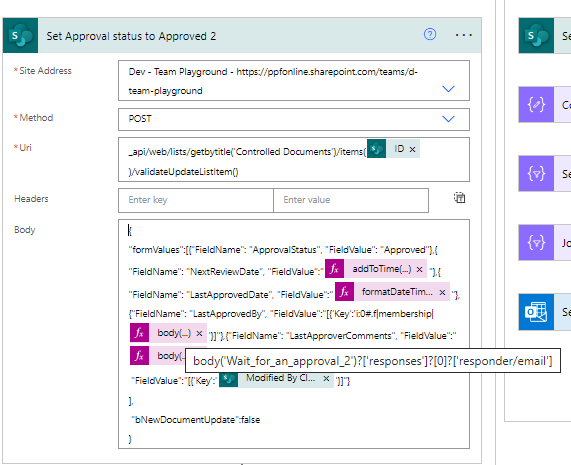 Set Approval status to Approved 2
* Site Address
Dev - Team Playground - https://ppfonline.sharepoint.com/teams/d-
team-playground
* Method
POST
* Uri
_api/web/lists/getbytitle('Controlled Documents')/items( ID ×
)/validateUpdateListItem()
Headers
Enter key
Enter value
Body
{
"formValues":[{"FieldName": "ApprovalStatus", "FieldValue": "Approved"},{
"FieldName": "NextReviewDate", "FieldValue":" fx addToTime(...) × "},{
"FieldName": "LastApprovedDate", "FieldValue":" fx formatDateTim... × "},
{"FieldName": "LastApprovedBy", "FieldValue": "[{'Key':'i:0#.f|membership|
fx body(...) × '}]"},{"FieldName": "LastApproverComments", "FieldValue":"
fx body(
body('Wait_for_an_approval_2')?['responses']?[0]?['responder/email']
"FieldValue":"[{'Key':' Modified By Cl... × '}]"}
],
"bNewDocumentUpdate":false
}
Se
Co
Se
Jo
Se